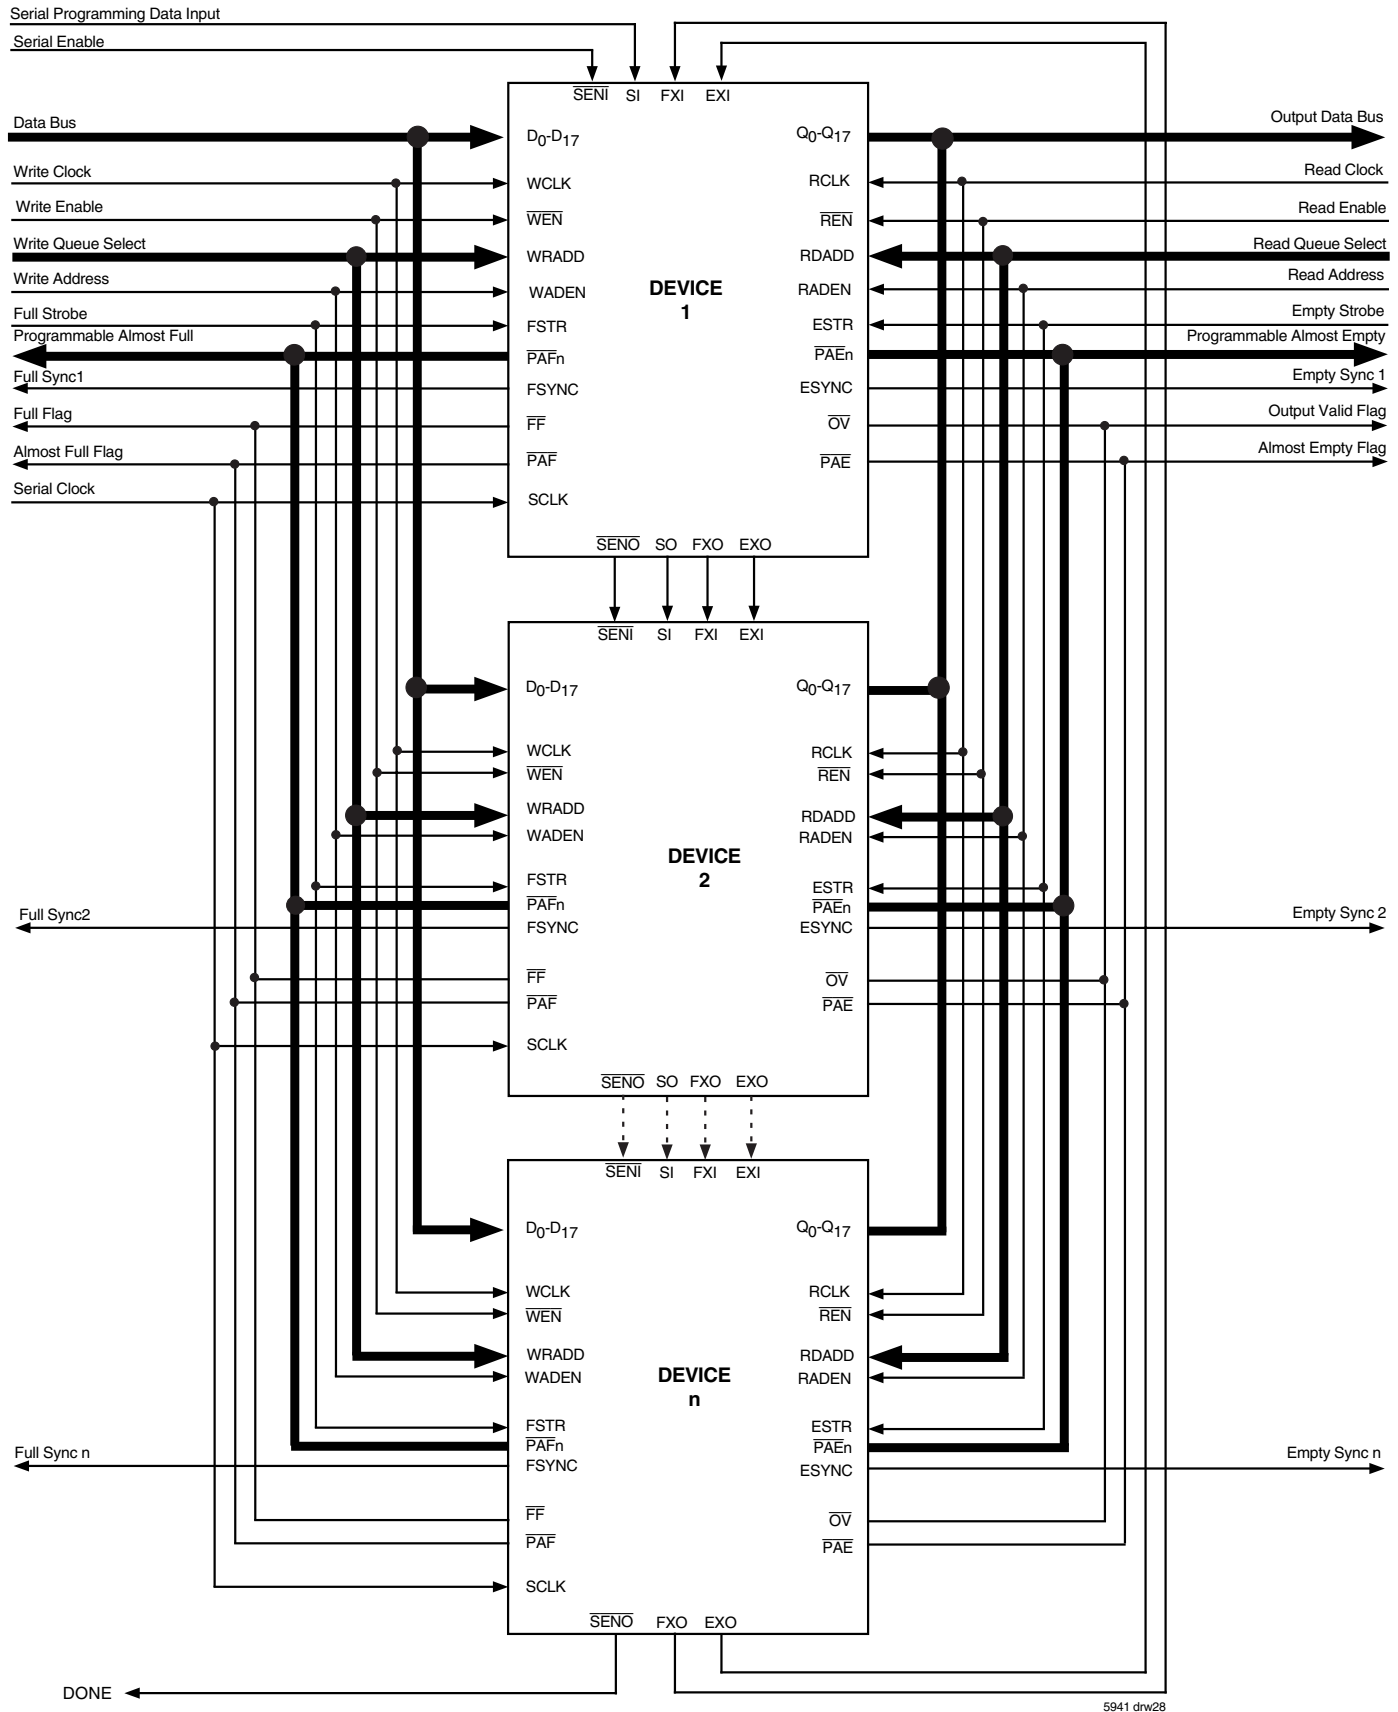 Serial Programming Data Input
Serial Enable
SENI SI FXI EXI
Data Bus D0-D17 Q0-Q17 Output Data Bus
Write Clock WCLK RCLK Read Clock
Write Enable WEN REN Read Enable
Write Queue Select WRADD RDADD Read Queue Select
Write Address WADEN RADEN Read Address
DEVICE
1
Full Strobe FSTR ESTR Empty Strobe
Programmable Almost Full PAFn PAEn Programmable Almost Empty
Full Sync1 FSYNC ESYNC Empty Sync 1
Full Flag FF OV Output Valid Flag
Almost Full Flag PAF PAE Almost Empty Flag
Serial Clock SCLK
SENO SO FXO EXO
SENI SI FXI EXI
D0-D17 Q0-Q17
WCLK RCLK
WEN REN
WRADD RDADD
WADEN RADEN
DEVICE
2
FSTR ESTR
PAFn PAEn
Full Sync2 FSYNC ESYNC Empty Sync 2
FF OV
PAF PAE
SCLK
SENO SO FXO EXO
SENI SI FXI EXI
D0-D17 Q0-Q17
WCLK RCLK
WEN REN
WRADD RDADD
WADEN RADEN
DEVICE
n
FSTR ESTR
PAFn PAEn
Full Sync n FSYNC ESYNC Empty Sync n
FF OV
PAF PAE
SCLK
SENO FXO EXO
DONE
5941 drw28